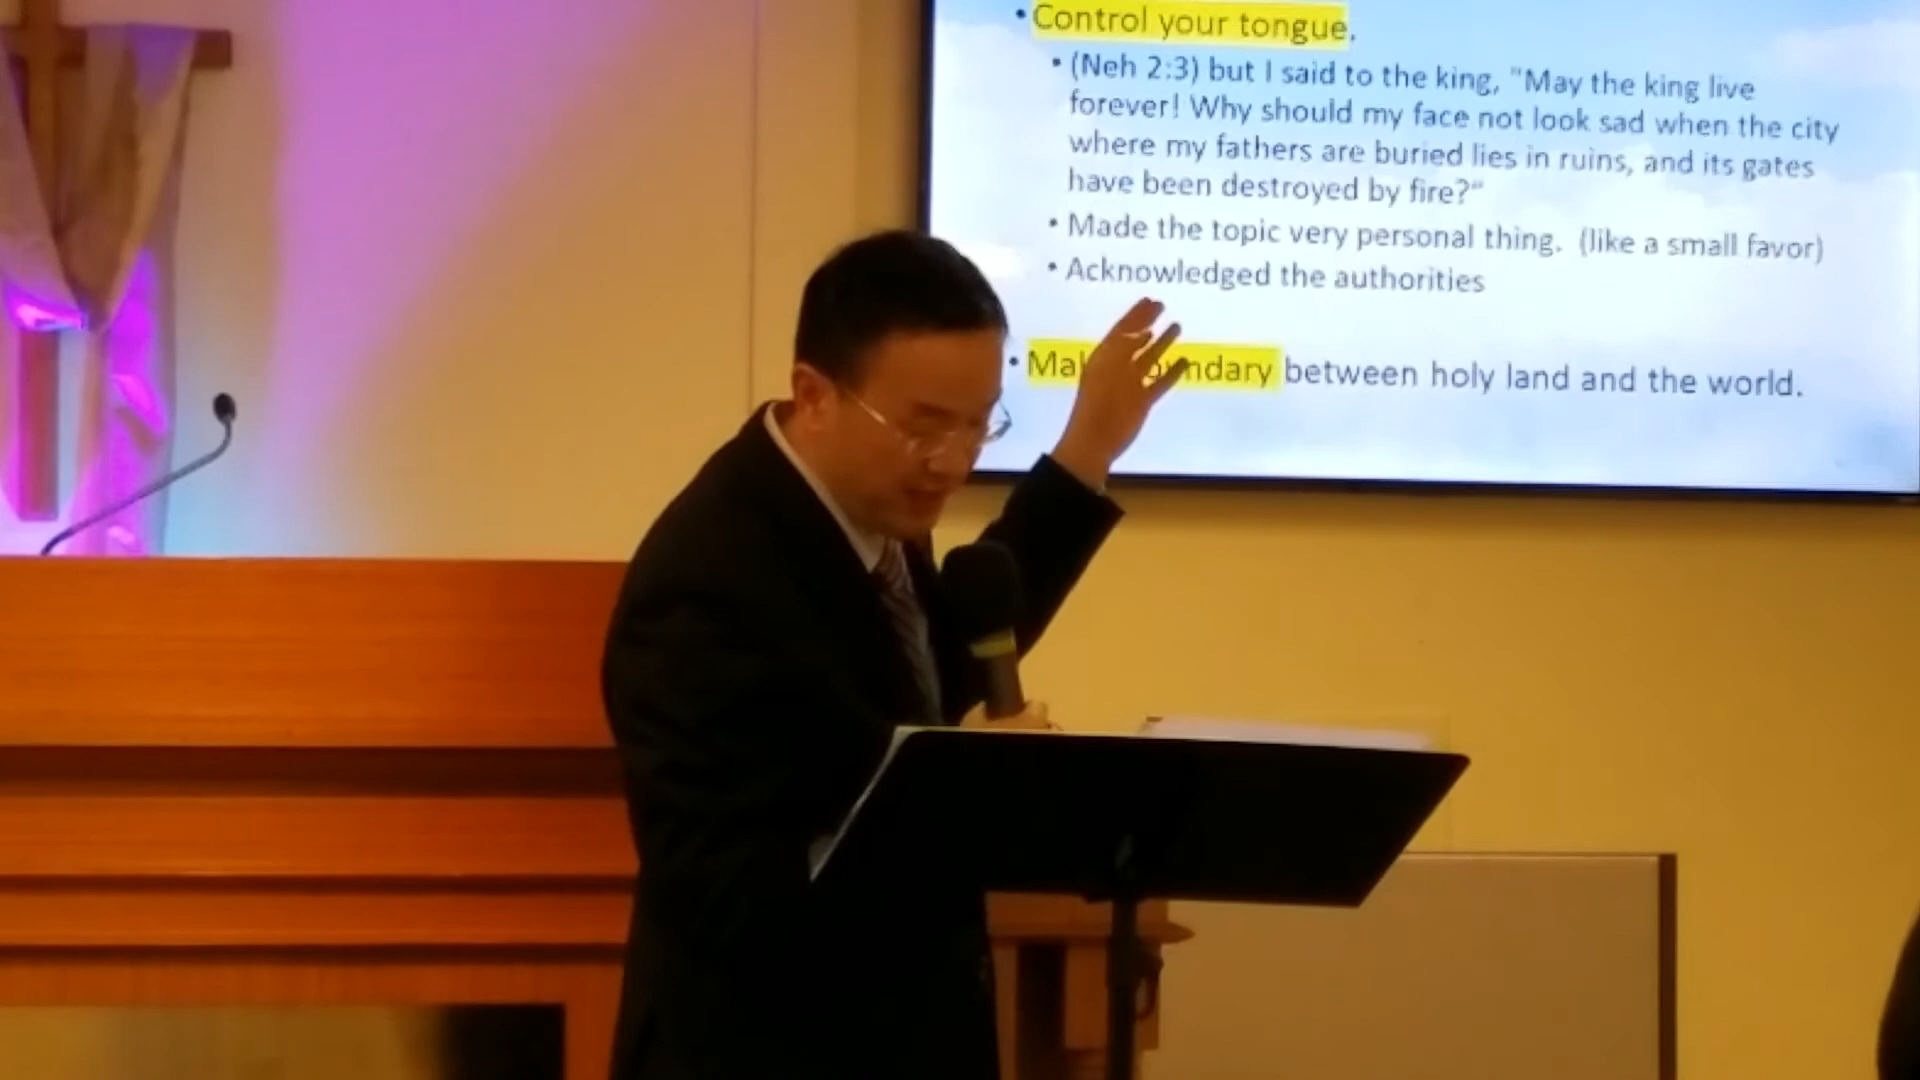 • Control your tongue.
• (Neh 2:3) but I said to the king, "May the king live
forever! Why should my face not look sad when the city
where my fathers are buried lies in ruins, and its gates
have been destroyed by fire?"
• Made the topic very personal thing. (like a small favor)
• Acknowledged the authorities
• between holy land and the world.